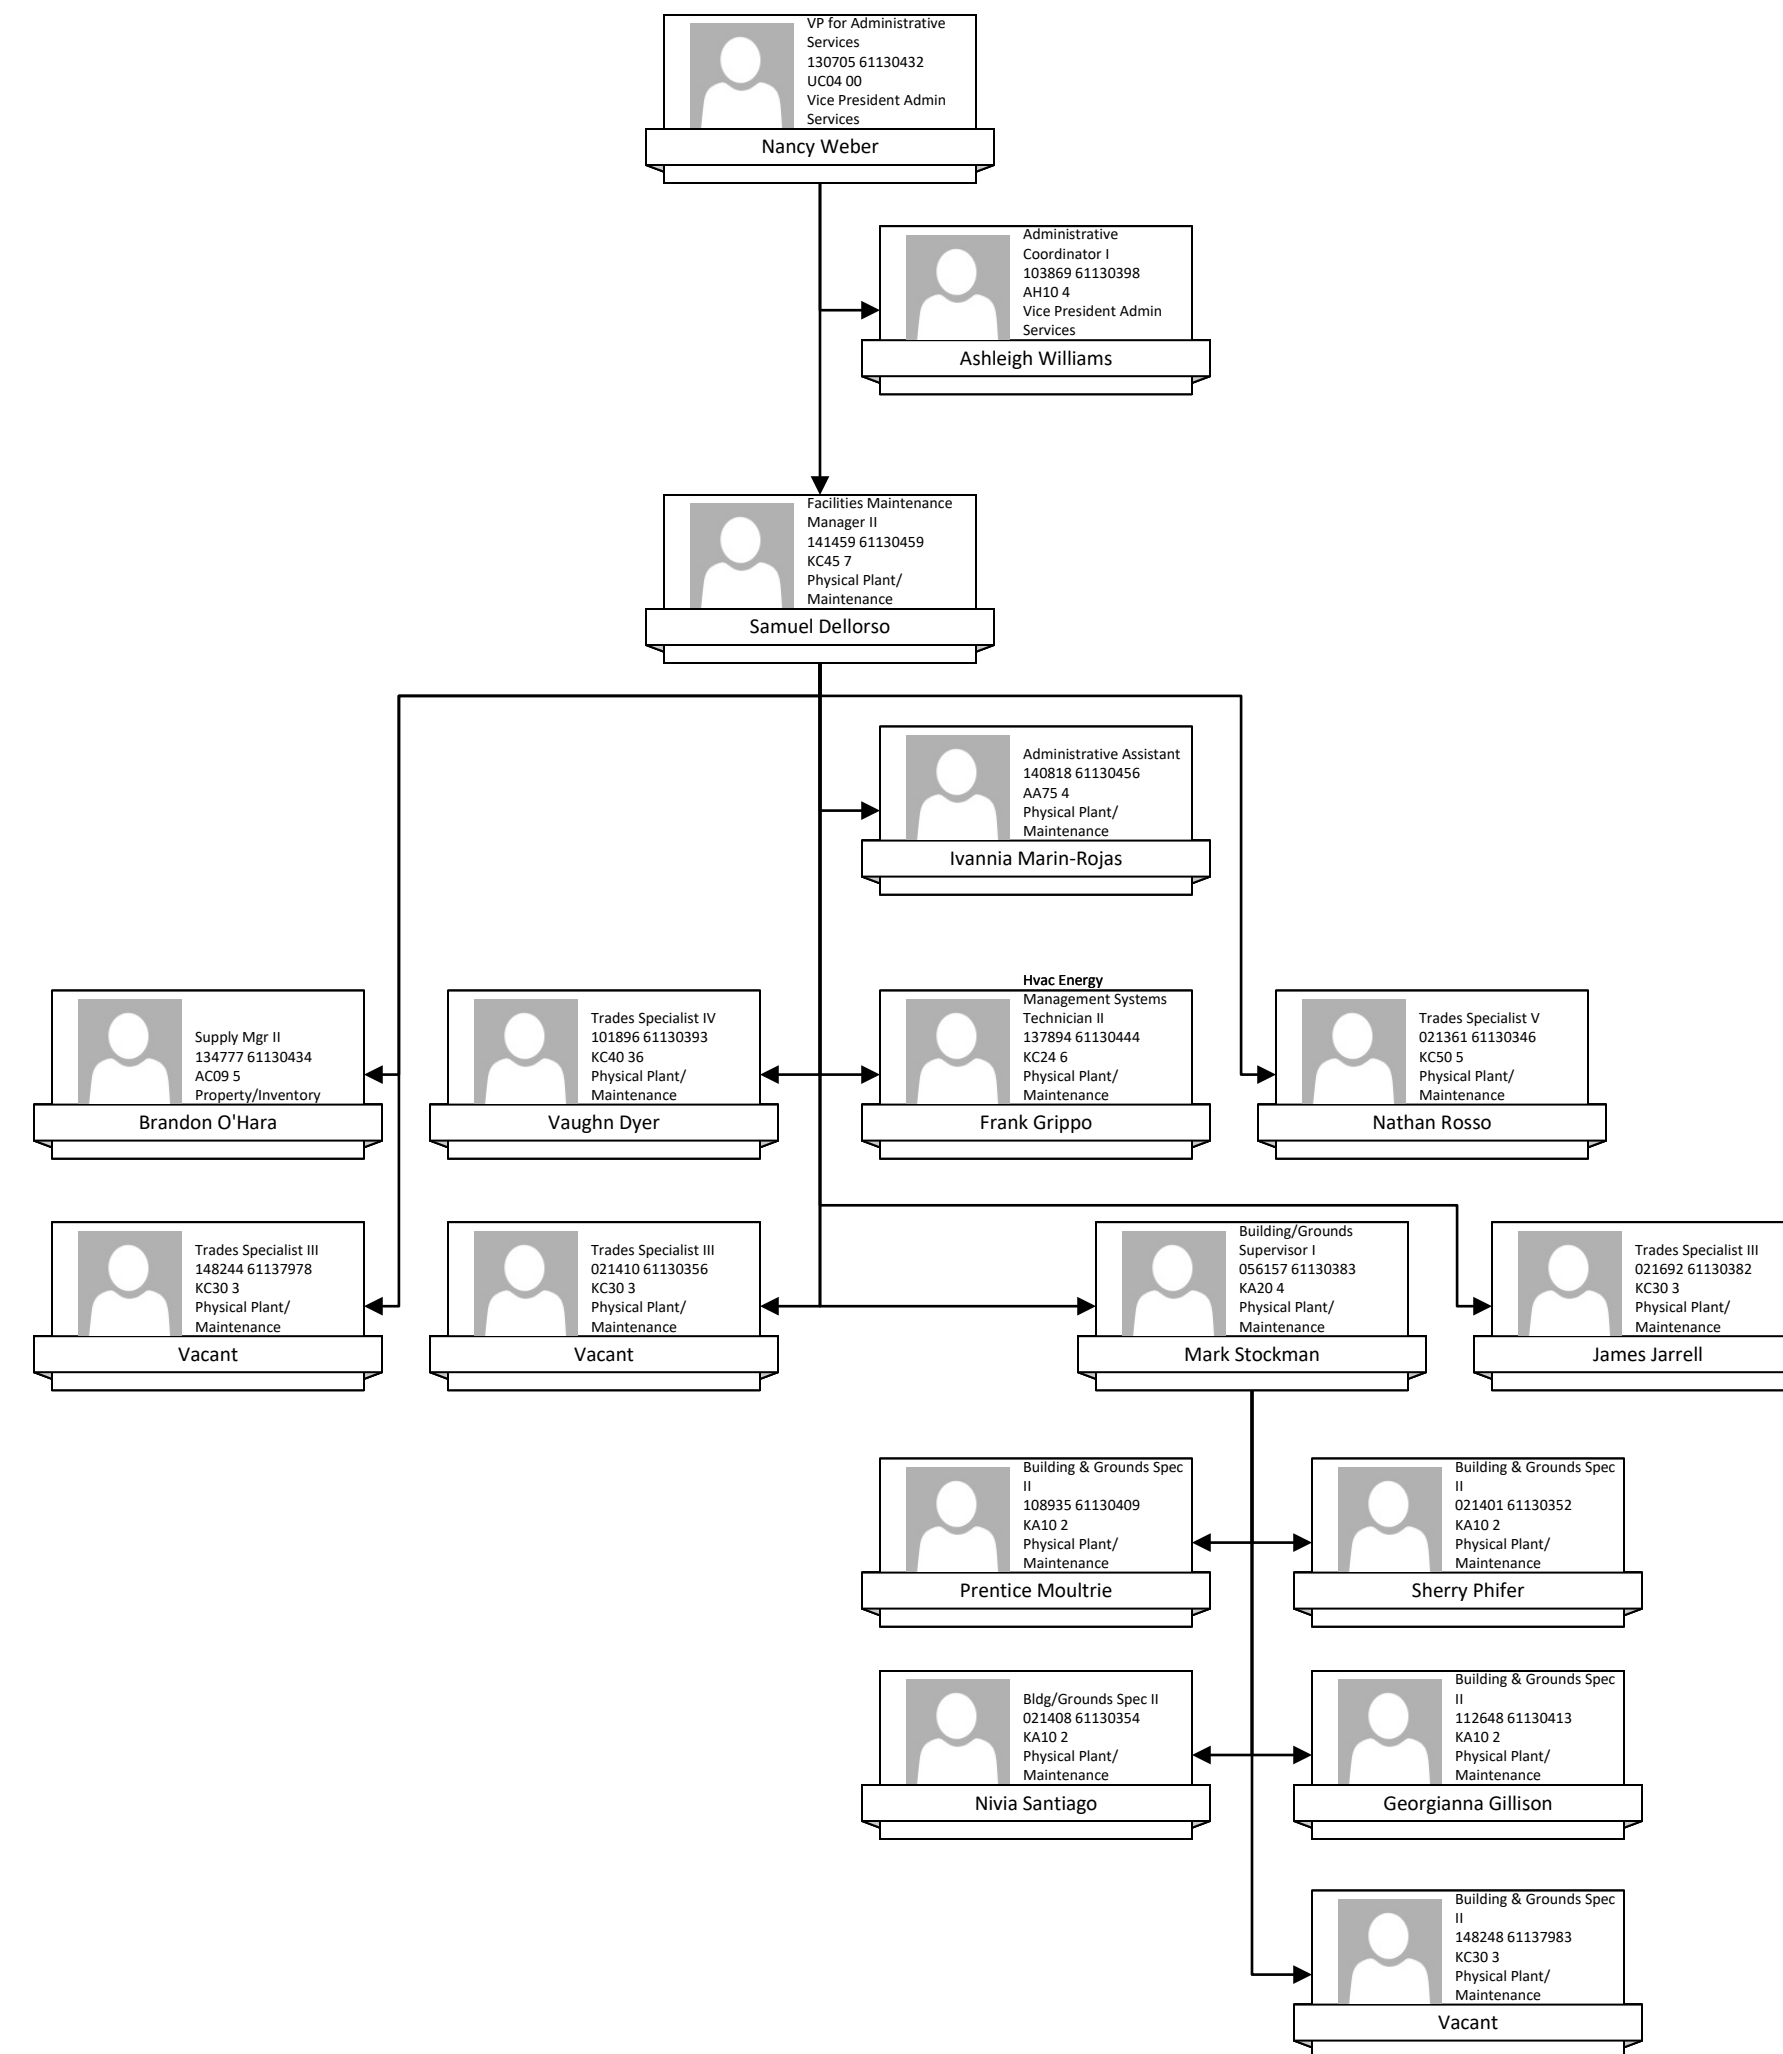 VP for Administrative
Services
130705 61130432
UC04 00
Vice President Admin
Services
Nancy Weber
Administrative
Coordinator I
103869 61130398
AH10 4
Vice President Admin
Services
Ashleigh Williams
Facilities Maintenance
Manager II
141459 61130459
KC45 7
Physical Plant/
Maintenance
Samuel Dellorso
Administrative Assistant
140818 61130456
AA75 4
Physical Plant/
Maintenance
Ivannia Marin-Rojas
Supply Mgr II
134777 61130434
AC09 5
Property/Inventory
Brandon O'Hara
Trades Specialist IV
101896 61130393
KC40 36
Physical Plant/
Maintenance
Vaughn Dyer
Hvac Energy
Management Systems
Technician II
137894 61130444
KC24 6
Physical Plant/
Maintenance
Frank Grippo
Trades Specialist V
021361 61130346
KC50 5
Physical Plant/
Maintenance
Nathan Rosso
Trades Specialist III
148244 61137978
KC30 3
Physical Plant/
Maintenance
Vacant
Trades Specialist III
021410 61130356
KC30 3
Physical Plant/
Maintenance
Vacant
Building/Grounds
Supervisor I
056157 61130383
KA20 4
Physical Plant/
Maintenance
Mark Stockman
Trades Specialist III
021692 61130382
KC30 3
Physical Plant/
Maintenance
James Jarrell
Building & Grounds Spec
II
108935 61130409
KA10 2
Physical Plant/
Maintenance
Prentice Moultrie
Building & Grounds Spec
II
021401 61130352
KA10 2
Physical Plant/
Maintenance
Sherry Phifer
Bldg/Grounds Spec II
021408 61130354
KA10 2
Physical Plant/
Maintenance
Nivia Santiago
Building & Grounds Spec
II
112648 61130413
KA10 2
Physical Plant/
Maintenance
Georgianna Gillison
Building & Grounds Spec
II
148248 61137983
KC30 3
Physical Plant/
Maintenance
Vacant